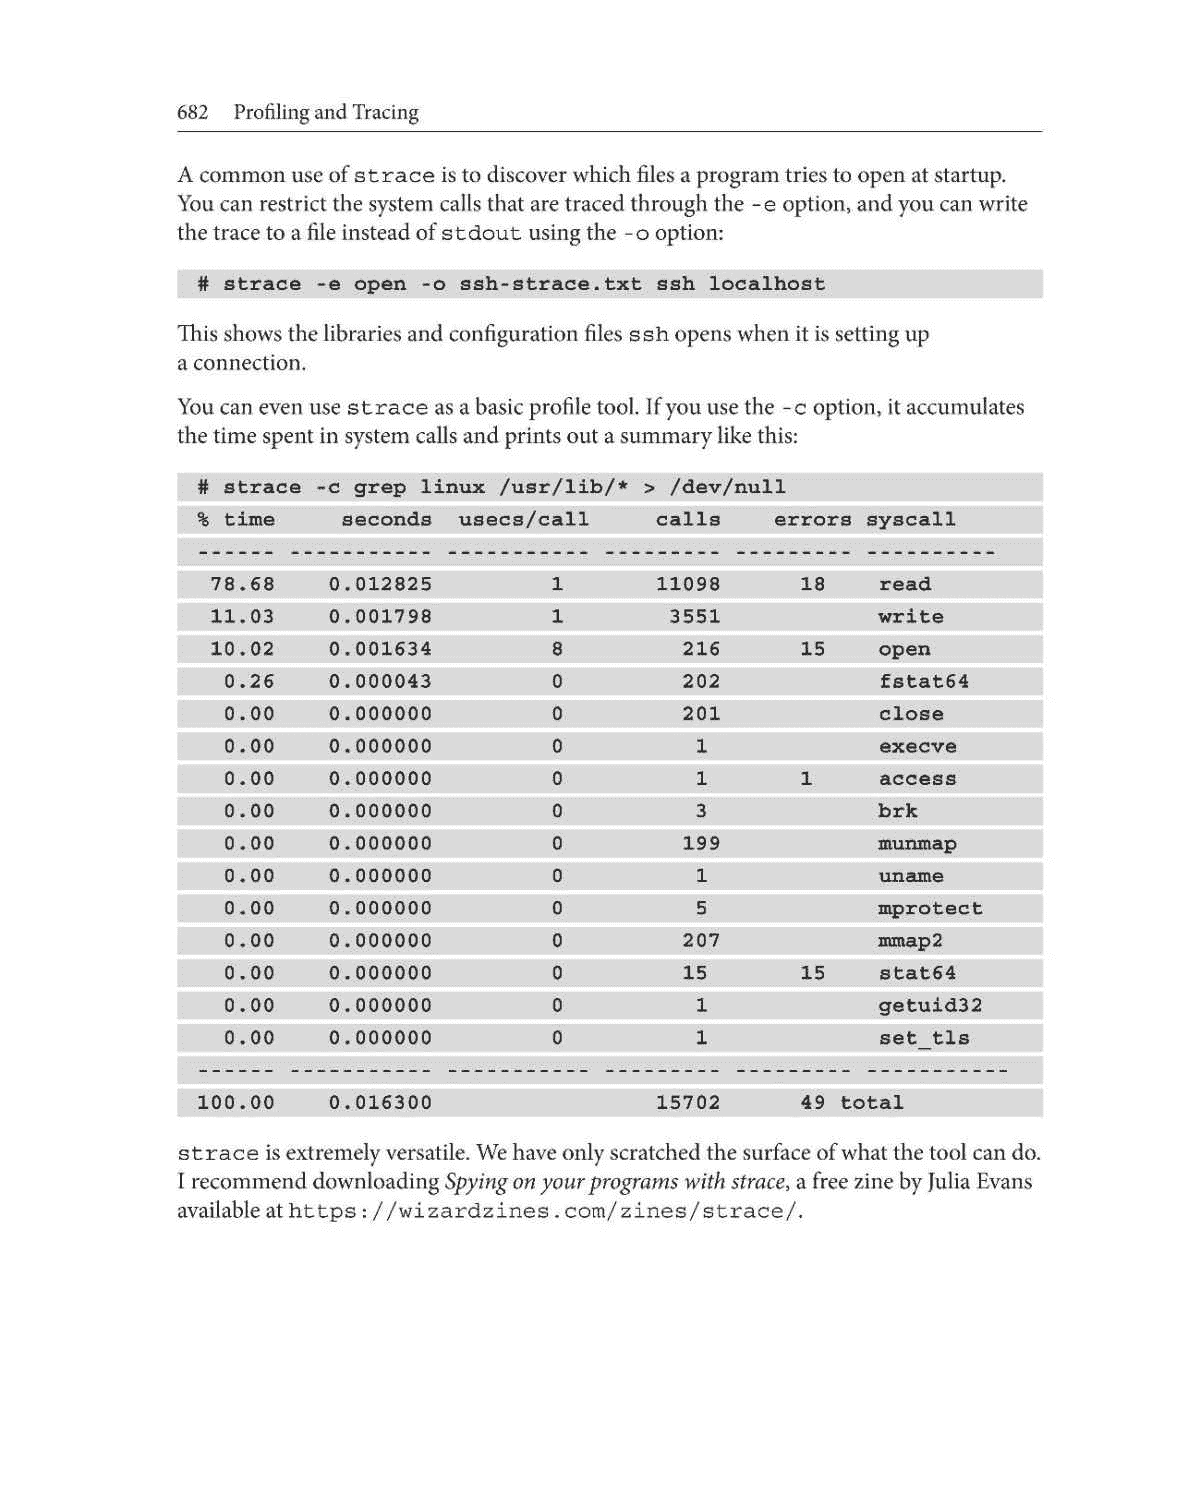 682 Profiling and Tracing
A common use of strace is to discover which files a program tries to open at startup.
You can restrict the system calls that are traced through the -e option, and you can write
the trace to a file instead of stdout using the -o option:
# strace -e open -o ssh-strace.txt ssh localhost
This shows the libraries and configuration files ssh opens when it is setting up
a connection.
You can even use strace as a basic profile tool. If you use the -c option, it accumulates
the time spent in system calls and prints out a summary like this:
# strace -c grep linux /usr/lib/* > /dev/null
% time seconds usecs/call calls errors syscall
------ ----------- ----------- --------- --------- ----------
78.68 0.012825 1 11098 18 read
11.03 0.001798 1 3551 write
10.02 0.001634 8 216 15 open
0.26 0.000043 0 202 fstat64
0.00 0.000000 0 201 close
0.00 0.000000 0 1 execve
0.00 0.000000 0 1 1 access
0.00 0.000000 0 3 brk
0.00 0.000000 0 199 munmap
0.00 0.000000 0 1 uname
0.00 0.000000 0 5 mprotect
0.00 0.000000 0 207 mmap2
0.00 0.000000 0 15 15 stat64
0.00 0.000000 0 1 getuid32
0.00 0.000000 0 1 set_tls
------ ----------- ----------- --------- --------- -----------
100.00 0.016300 15702 49 total
strace is extremely versatile. We have only scratched the surface of what the tool can do.
I recommend downloading Spying on your programs with strace, a free zine by Julia Evans
available at https://wizardzines.com/zines/strace/.